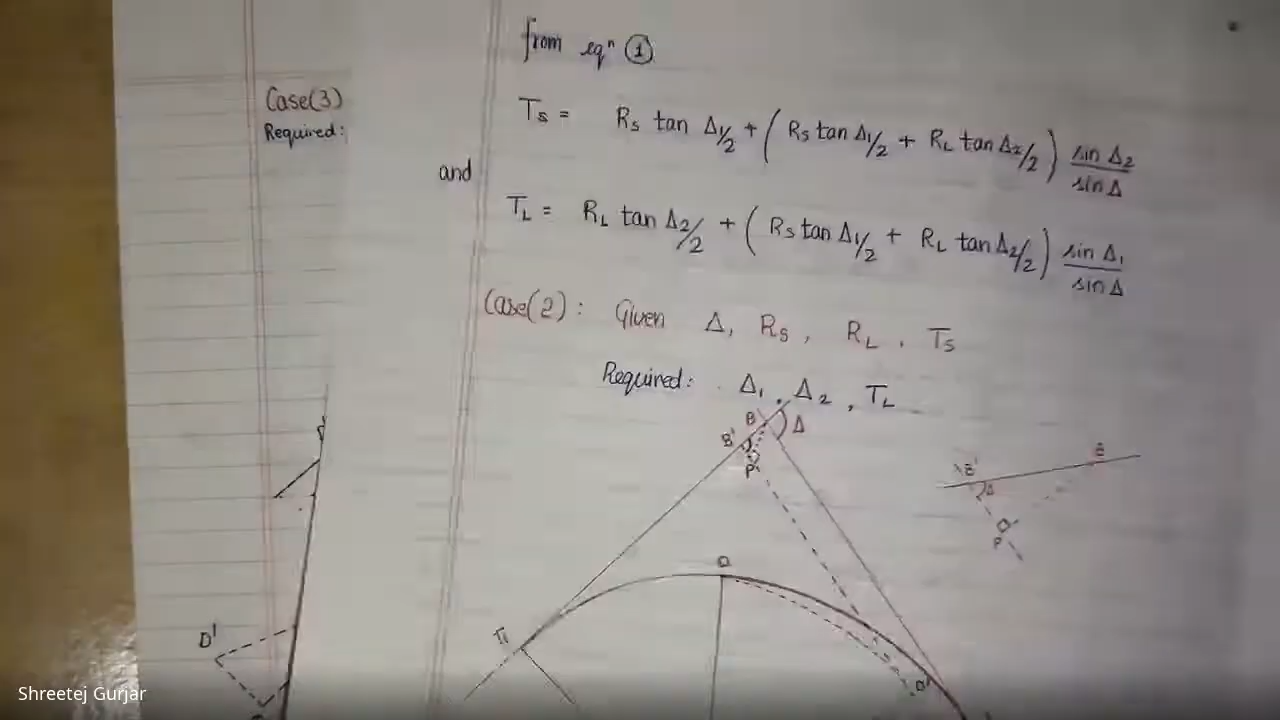 from eqⁿ ①
Case(3)
Required:
Ts = Rs tan Δ1/2 + ( Rs tan Δ1/2 + RL tan Δ2/2 ) sin Δ2 / sin Δ
and
TL = RL tan Δ2/2 + ( Rs tan Δ1/2 + RL tan Δ2/2 ) sin Δ1 / sin Δ
Case(2): Given Δ, Rs, RL, Ts
Required: Δ1, Δ2, TL
B Δ
B'
P
B' B
Δ
P
D
T1
D'
D'
Shreetej Gurjar